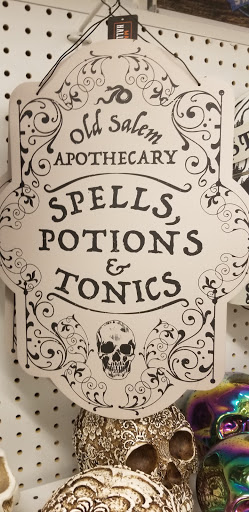 Old Salem
APOTHECARY
SPELLS,
POTIONS
&
TONICS